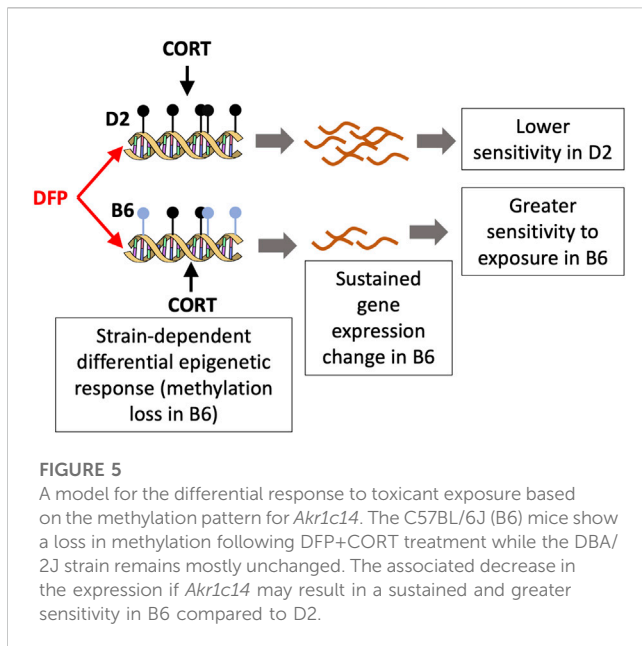 CORT
D2
Lower
sensitivity in D2
DFP
B6
Greater
sensitivity to
exposure in B6
CORT
Sustained
gene
expression
change in B6
Strain-dependent
differential epigenetic
response (methylation
loss in B6)
FIGURE 5
A model for the differential response to toxicant exposure based
on the methylation pattern for Akr1c14. The C57BL/6J (B6) mice show
a loss in methylation following DFP+CORT treatment while the DBA/
2J strain remains mostly unchanged. The associated decrease in
the expression if Akr1c14 may result in a sustained and greater
sensitivity in B6 compared to D2.